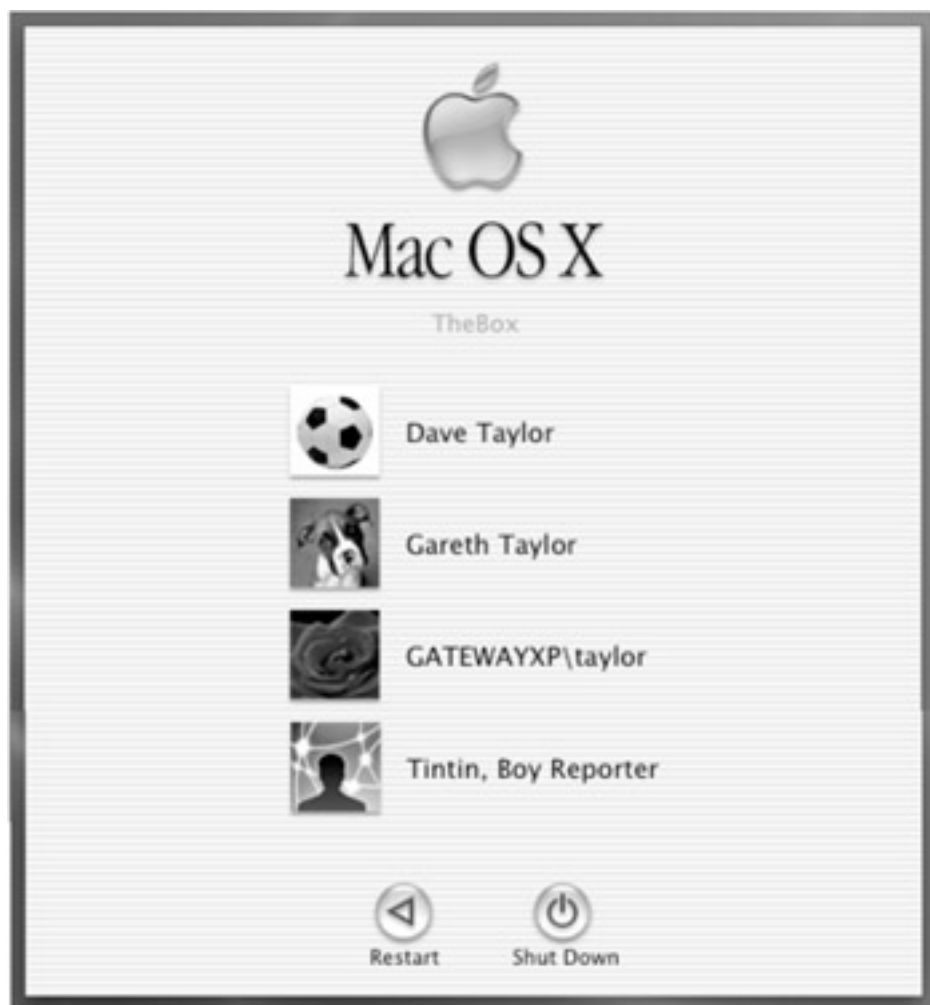 Mac OS X
TheBox
Dave Taylor
Gareth Taylor
GATEWAYXP\taylor
Tintin, Boy Reporter
Restart Shut Down